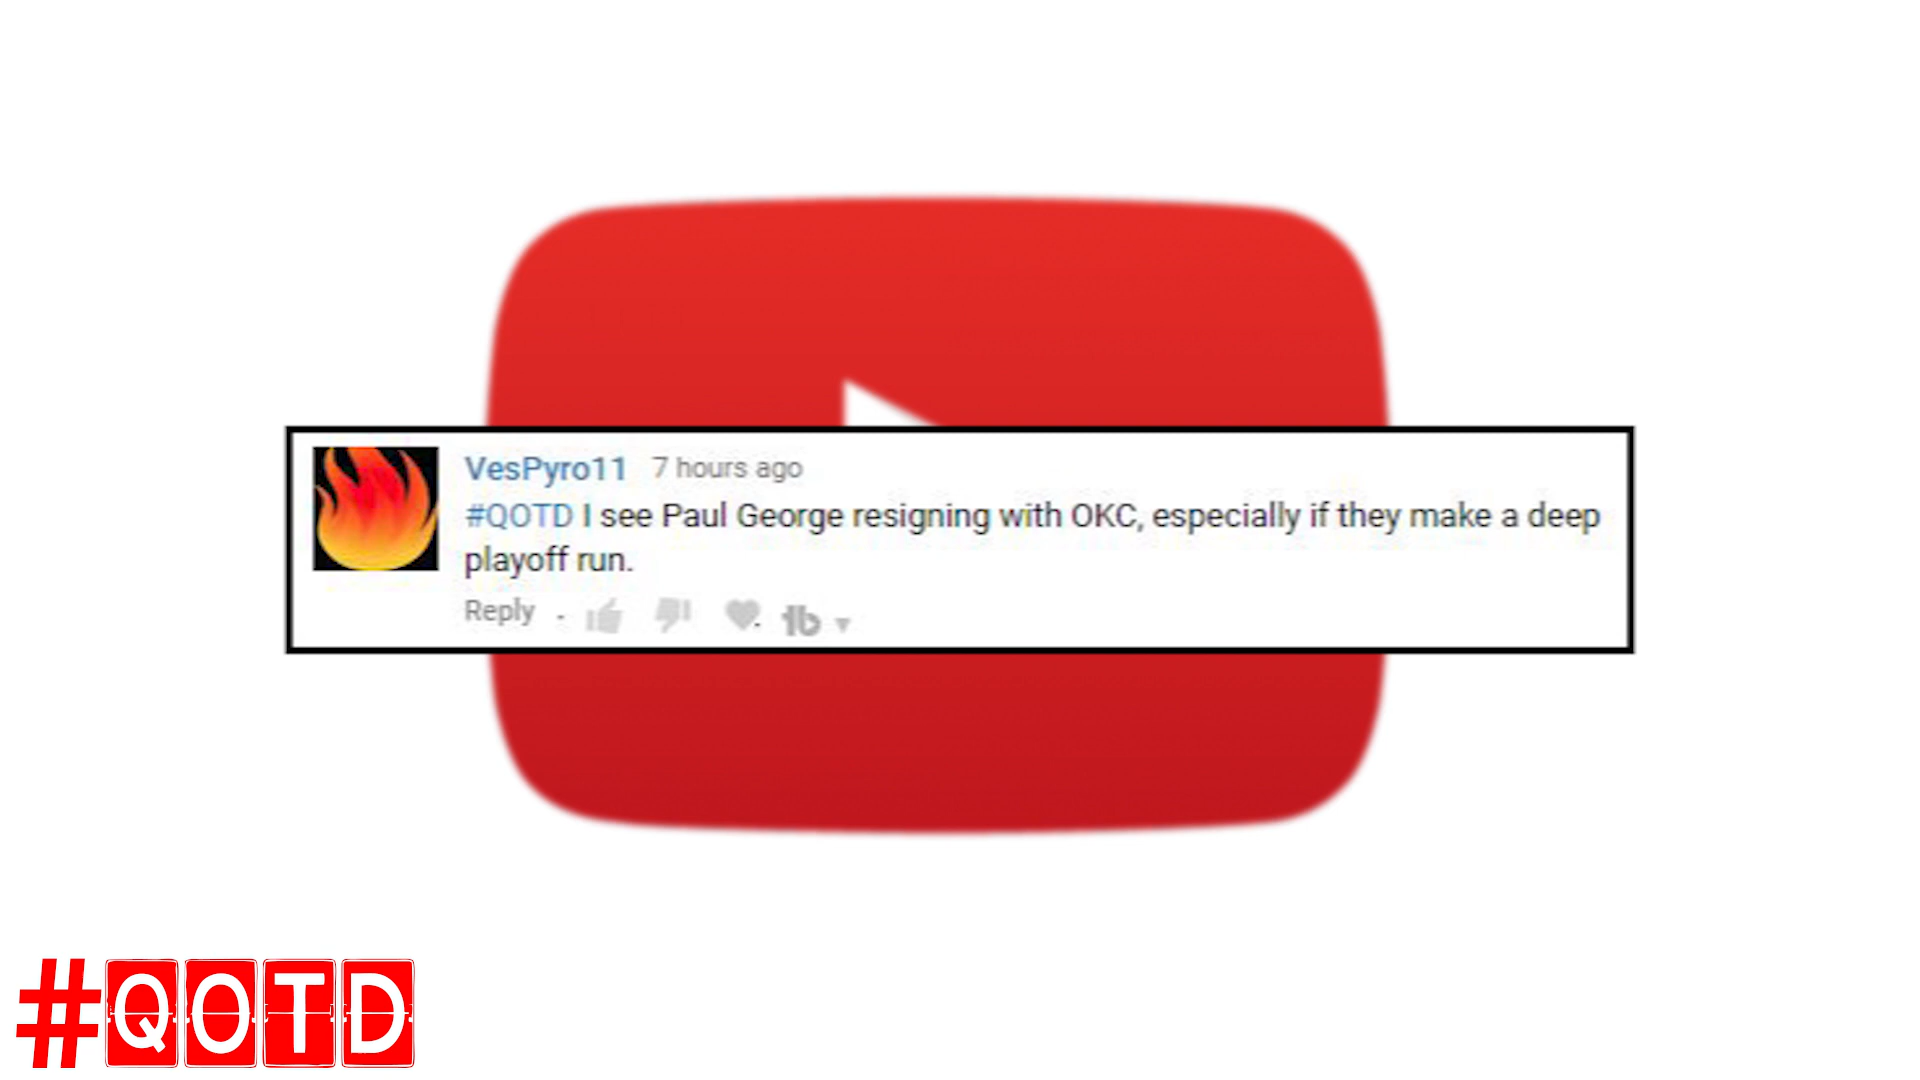 VesPyro11 7 hours ago
#QOTD I see Paul George resigning with OKC, especially if they make a deep
playoff run.
Reply
#QOTD